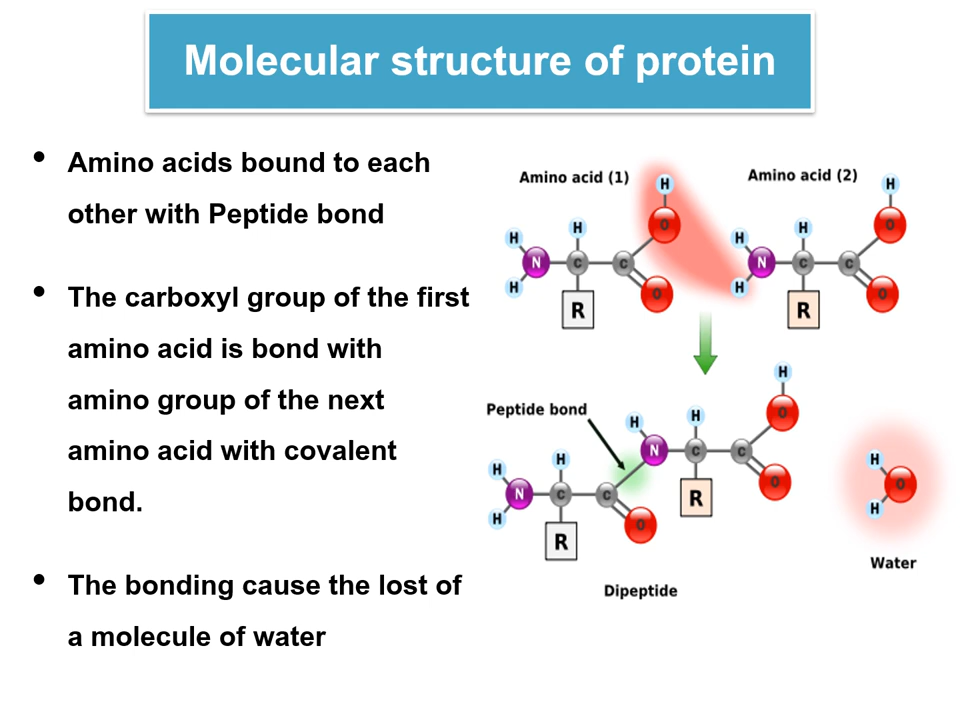 Molecular structure of protein
• Amino acids bound to each
other with Peptide bond
• The carboxyl group of the first
amino acid is bond with
amino group of the next
amino acid with covalent
bond.
• The bonding cause the lost of
a molecule of water
Amino acid (1)
Amino acid (2)
H
H
O
O
H
H
H
H
N
C
C
N
C
C
H
O
H
O
R
R
H
Peptide bond
H
H
O
N
C
C
H
H
H
N
C
C
R
O
O
H
H
O
H
R
Water
Dipeptide